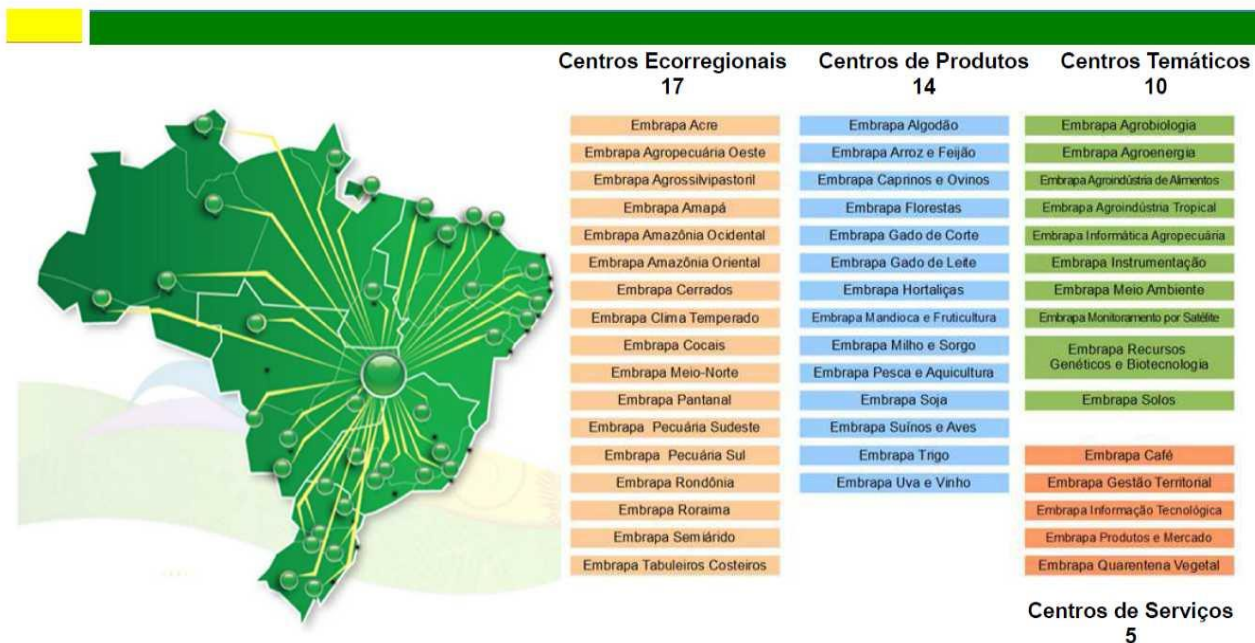 Centros Ecorregionais
17
Embrapa Acre
Embrapa Agropecuária Oeste
Embrapa Agrossilvipastoril
Embrapa Amapá
Embrapa Amazônia Ocidental
Embrapa Amazônia Oriental
Embrapa Cerrados
Embrapa Clima Temperado
Embrapa Cocais
Embrapa Meio-Norte
Embrapa Pantanal
Embrapa Pecuária Sudeste
Embrapa Pecuária Sul
Embrapa Rondônia
Embrapa Roraima
Embrapa Semiárido
Embrapa Tabuleiros Costeiros
Centros de Produtos
14
Embrapa Algodão
Embrapa Arroz e Feijão
Embrapa Caprinos e Ovinos
Embrapa Florestas
Embrapa Gado de Corte
Embrapa Gado de Leite
Embrapa Hortaliças
Embrapa Mandioca e Fruticultura
Embrapa Milho e Sorgo
Embrapa Pesca e Aquicultura
Embrapa Soja
Embrapa Suínos e Aves
Embrapa Trigo
Embrapa Uva e Vinho
Centros Temáticos
10
Embrapa Agrobiologia
Embrapa Agroenergia
Embrapa Agroindústria de Alimentos
Embrapa Agroindústria Tropical
Embrapa Informática Agropecuária
Embrapa Instrumentação
Embrapa Meio Ambiente
Embrapa Monitoramento por Satélite
Embrapa Recursos
Genéticos e Biotecnologia
Embrapa Solos
Embrapa Café
Embrapa Gestão Territorial
Embrapa Informação Tecnológica
Embrapa Produtos e Mercado
Embrapa Quarentena Vegetal
Centros de Serviços
5